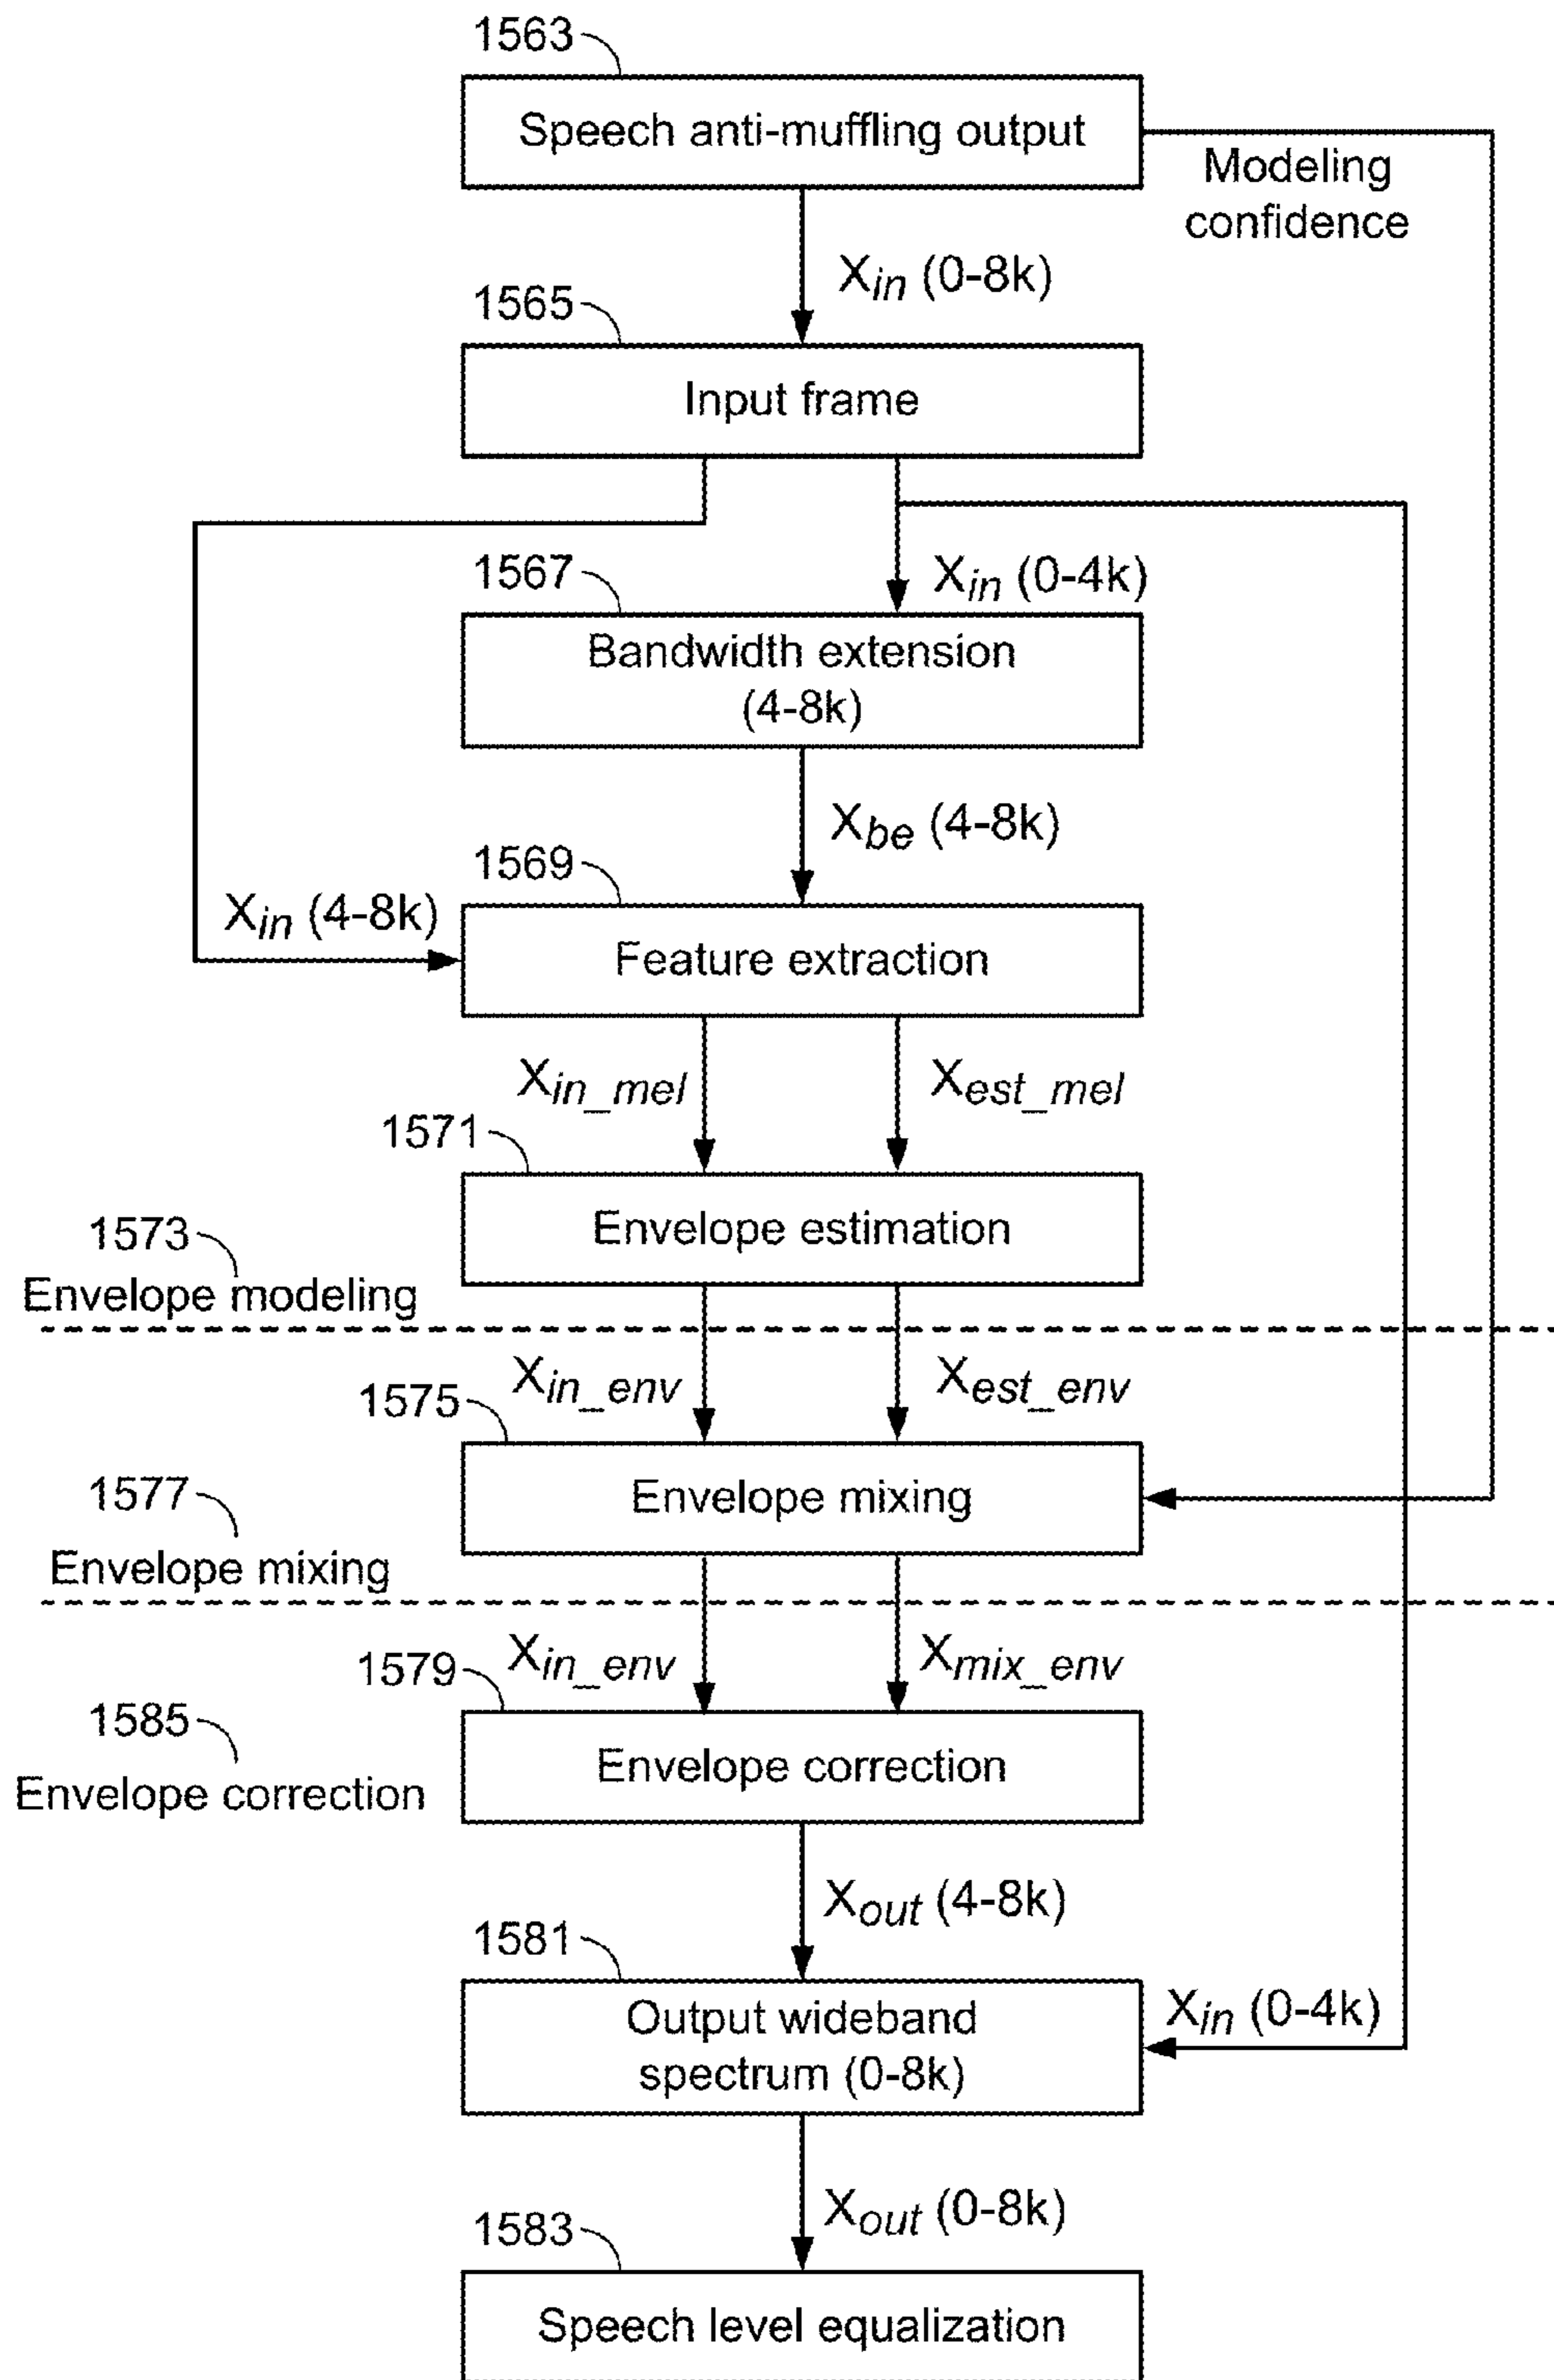 1563
Speech anti-muffling output
Modeling
confidence
Xin (0-8k)
1565
Input frame
1567
Xin (0-4k)
Bandwidth extension
(4-8k)
Xbe (4-8k)
1569
Xin (4-8k)
Feature extraction
Xin_mel
Xest_mel
1571
Envelope estimation
1573
Envelope modeling
Xin_env
Xest_env
1575
Envelope mixing
1577
Envelope mixing
Xin_env
Xmix_env
1579
Envelope correction
1585
Envelope correction
Xout (4-8k)
1581
Output wideband
spectrum (0-8k)
Xin (0-4k)
Xout (0-8k)
1583
Speech level equalization